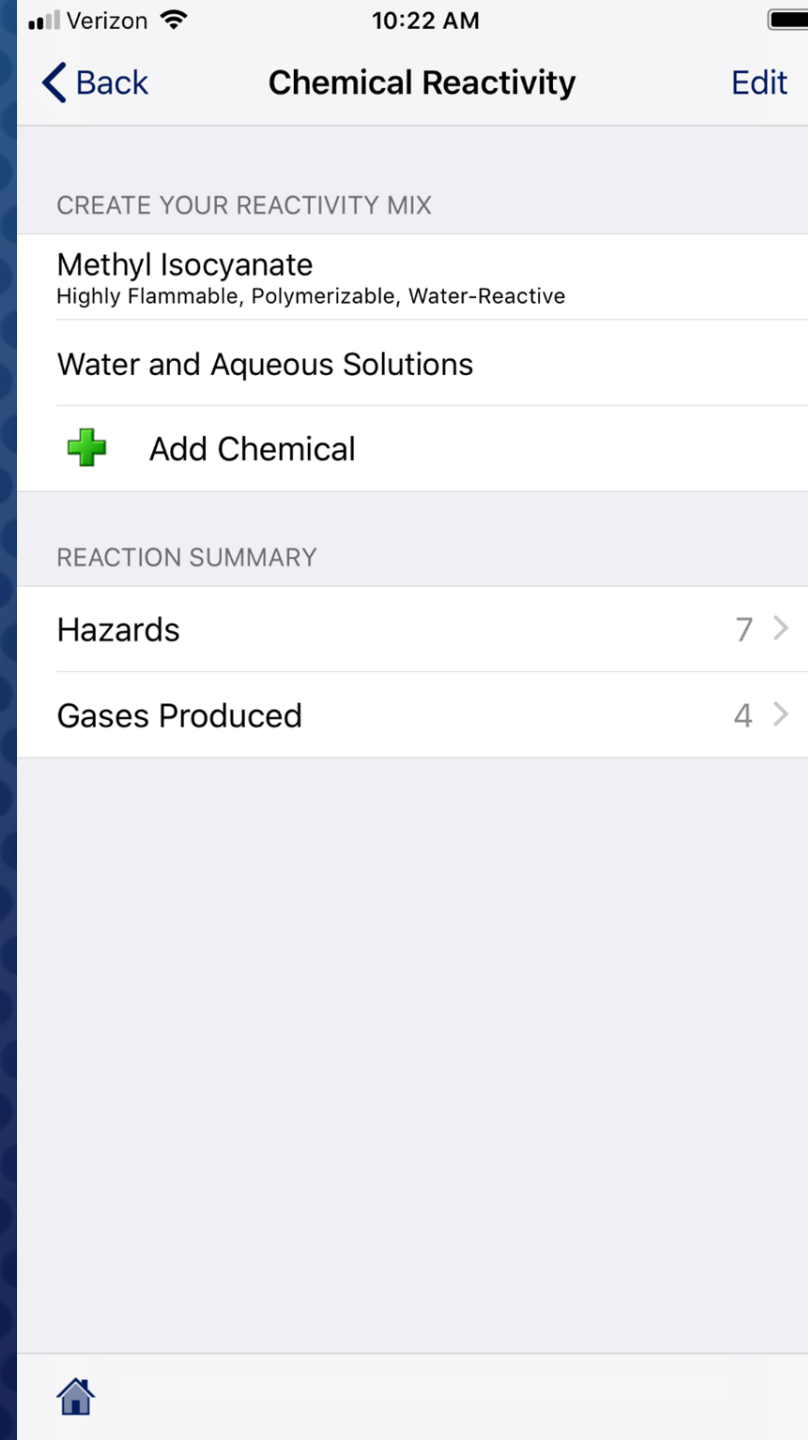 Verizon 10:22 AM
Back Chemical Reactivity Edit
CREATE YOUR REACTIVITY MIX
Methyl Isocyanate
Highly Flammable, Polymerizable, Water-Reactive
Water and Aqueous Solutions
Add Chemical
REACTION SUMMARY
Hazards 7
Gases Produced 4